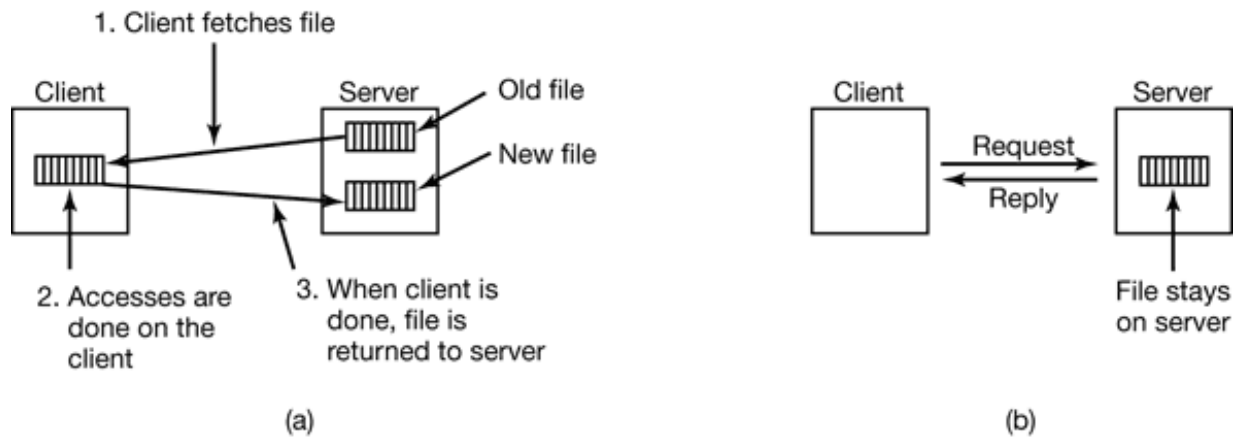 1. Client fetches file
Client
Server
Old file
New file
2. Accesses are
done on the
client
3. When client is
done, file is
returned to server
(a)
Client
Server
Request
Reply
File stays
on server
(b)